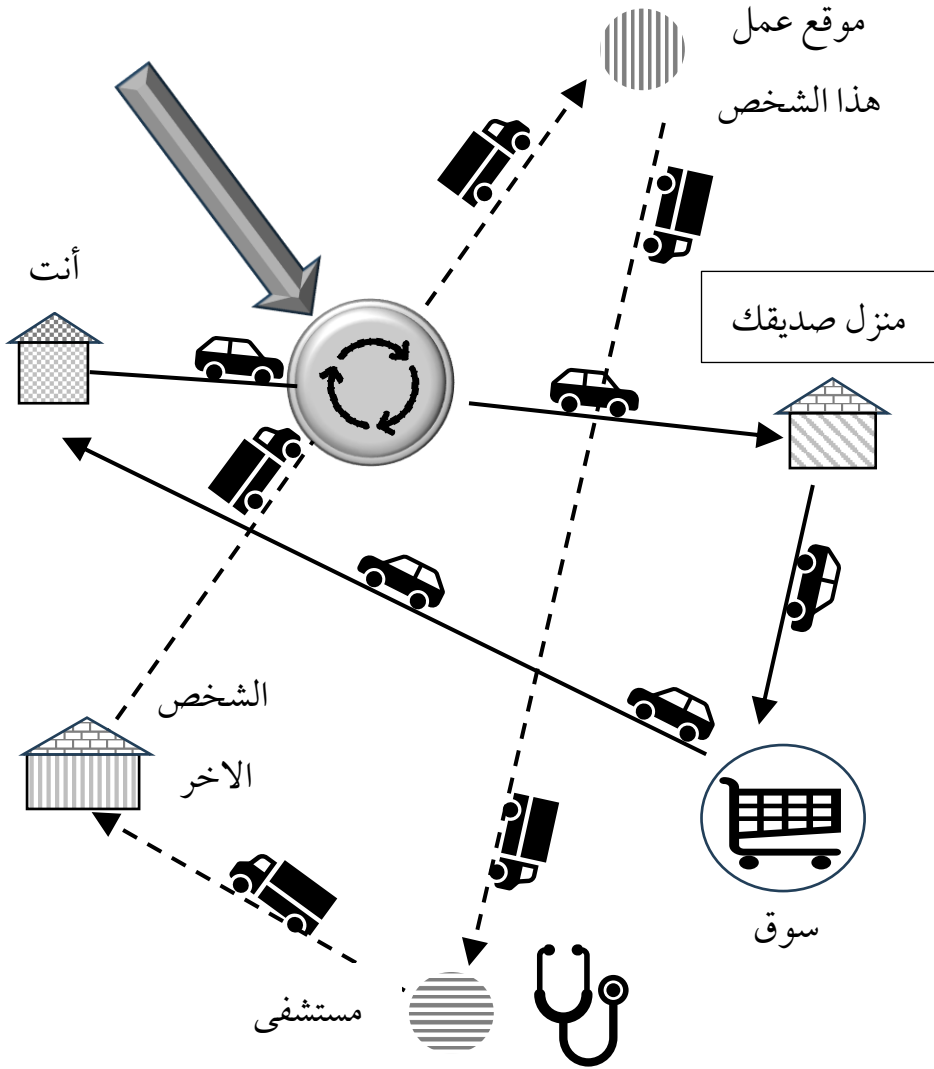 موقع عمل
هذا الشخص
أنت
منزل صديقك
الشخص
الاخر
سوق
مستشفى